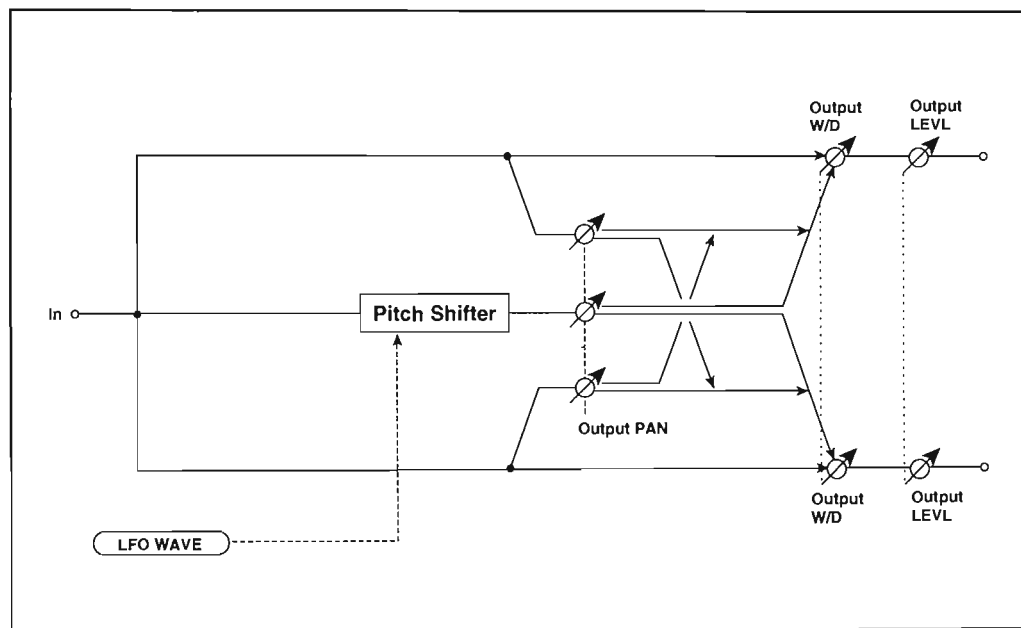 Output
W/D
Output
LEVL
In
Pitch Shifter
Output PAN
Output
W/D
Output
LEVL
LFO WAVE